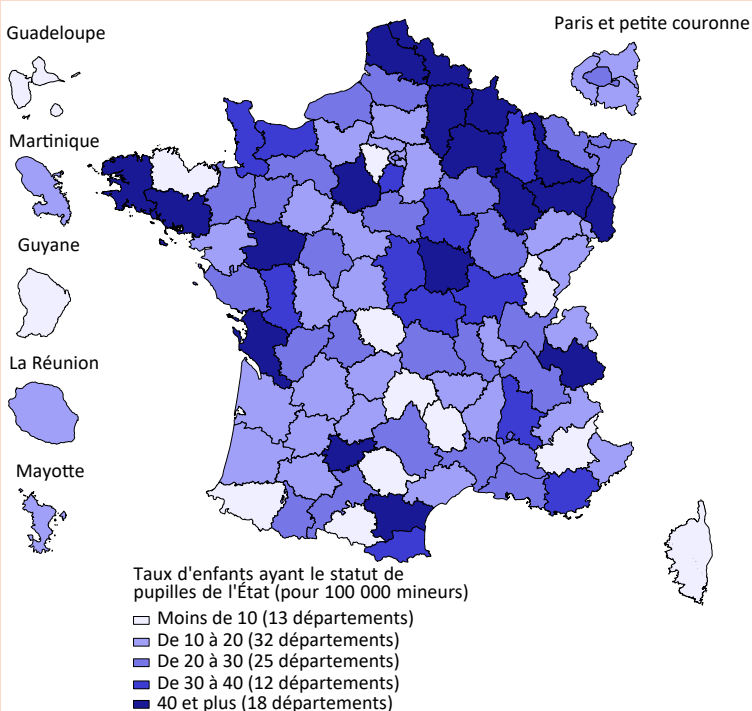 Guadeloupe
Paris et petite couronne
Martinique
Guyane
La Réunion
Mayotte
Taux d'enfants ayant le statut de
pupilles de l'État (pour 100 000 mineurs)
Moins de 10 (13 départements)
De 10 à 20 (32 départements)
De 20 à 30 (25 départements)
De 30 à 40 (12 départements)
40 et plus (18 départements)